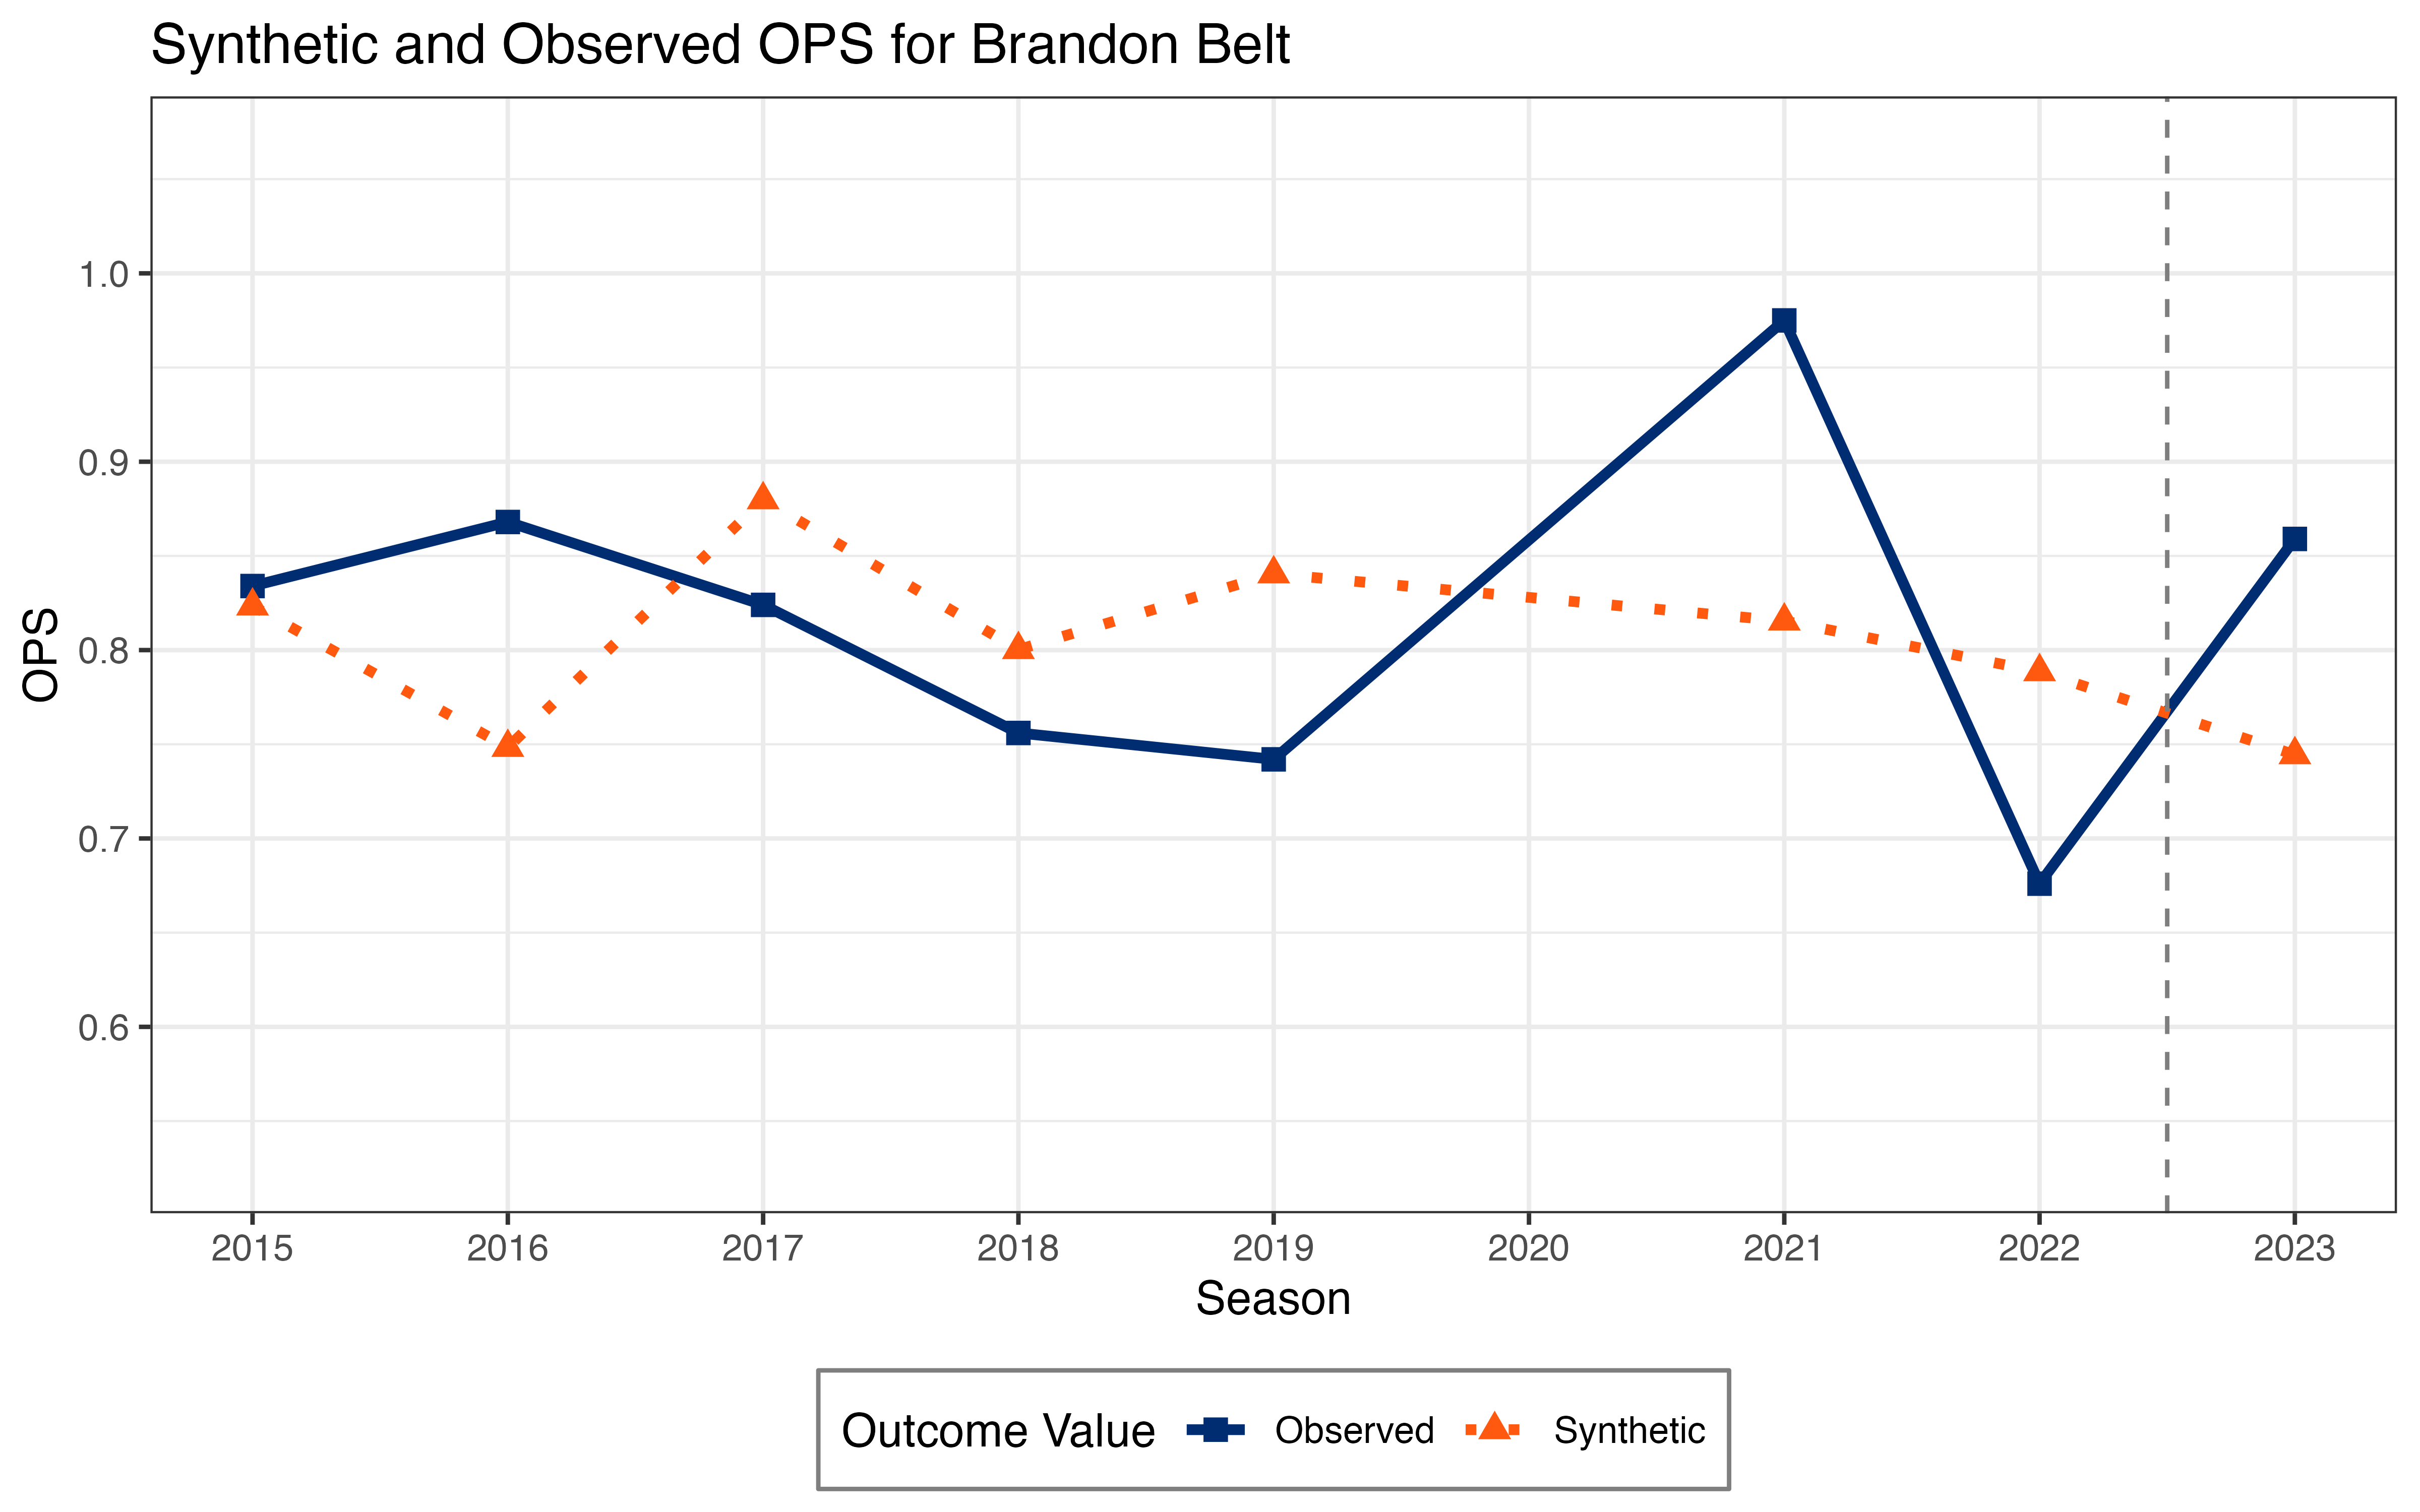 Synthetic and Observed OPS for Brandon Belt
OPS
1.0
0.9
0.8
0.7
0.6
2015 2016 2017 2018 2019 2020 2021 2022 2023
Season
Outcome Value Observed Synthetic